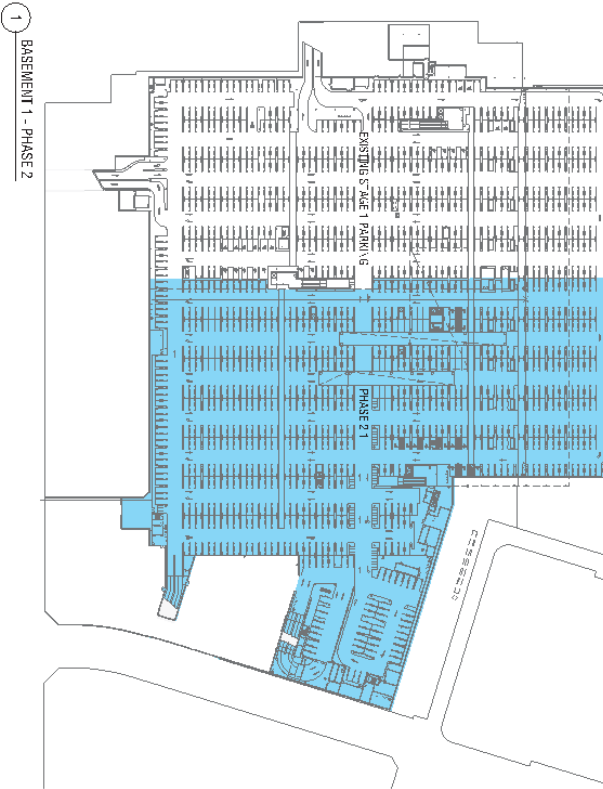 1
BASEMENT 1 - PHASE 2
EXISTING STAGE 1 PARKING
PHASE 2.1